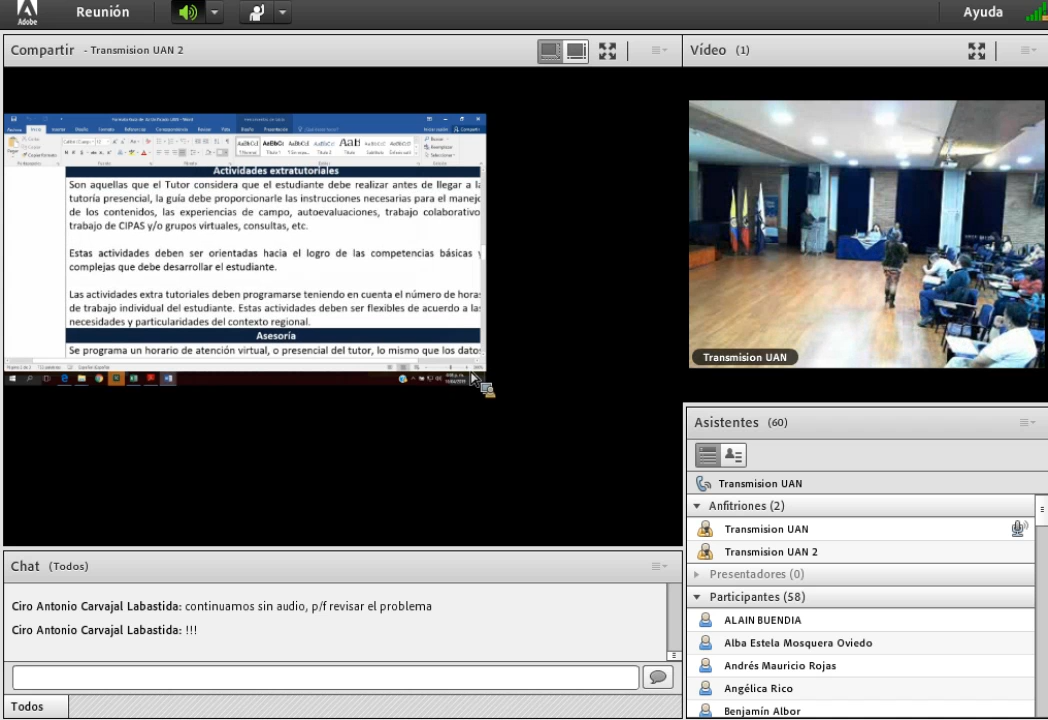 Adobe
Reunión
Ayuda
Compartir - Transmision UAN 2
Actividades extratutoriales
Son aquellas que el Tutor considera que el estudiante debe realizar antes de llegar a la
tutoría presencial, la guía debe proporcionarle las instrucciones necesarias para el manejo
de los contenidos, las experiencias de campo, autoevaluaciones, trabajo colaborativo
trabajo de CIPAS y/o grupos virtuales, consultas, etc.
Estas actividades deben ser orientadas hacia el logro de las competencias básicas y
complejas que debe desarrollar el estudiante.
Las actividades extra tutoriales deben programarse teniendo en cuenta el número de horas
de trabajo individual del estudiante. Estas actividades deben ser flexibles de acuerdo a las
necesidades y particularidades del contexto regional.
Asesoría
Se programa un horario de atención virtual, o presencial del tutor, lo mismo que los datos
Vídeo (1)
Transmision UAN
Asistentes (60)
Transmision UAN
Anfitriones (2)
Transmision UAN
Transmision UAN 2
Presentadores (0)
Participantes (58)
ALAIN BUENDIA
Alba Estela Mosquera Oviedo
Andrés Mauricio Rojas
Angélica Rico
Benjamín Albor
Chat (Todos)
Ciro Antonio Carvajal Labastida: continuamos sin audio, p/f revisar el problema
Ciro Antonio Carvajal Labastida: !!!
Todos